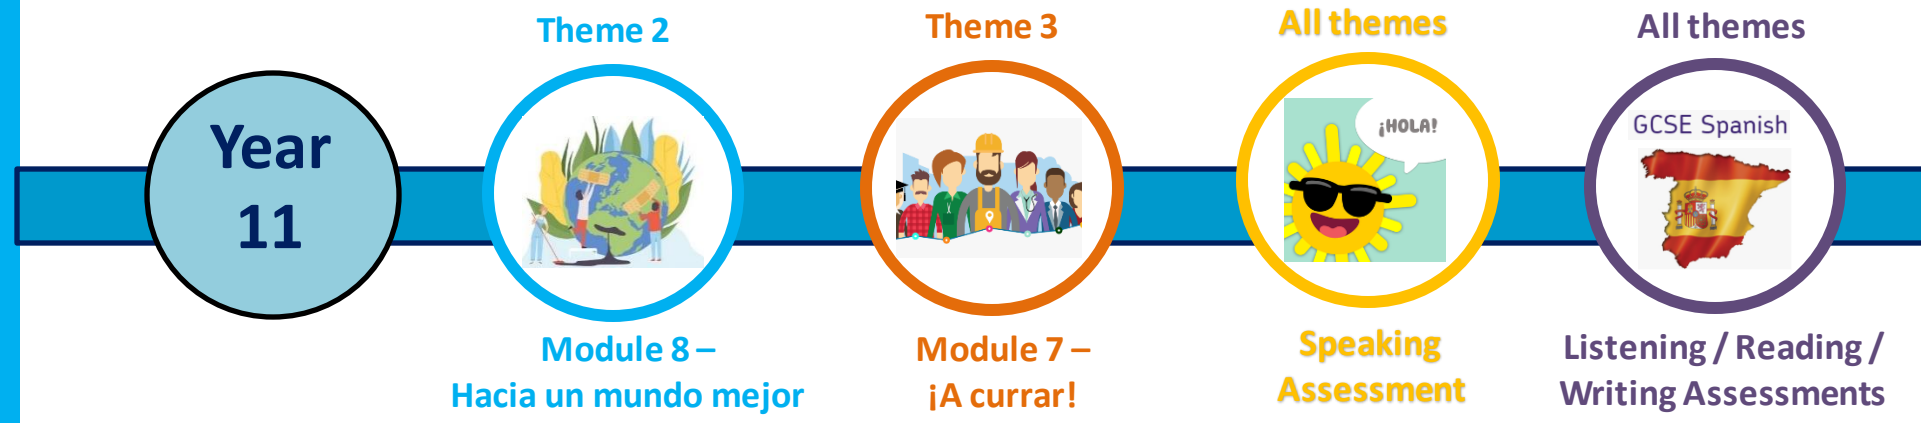 Year
11
Theme 2
Module 8 –
Hacia un mundo mejor
Theme 3
Module 7 –
¡A currar!
All themes
¡HOLA!
Speaking
Assessment
All themes
GCSE Spanish
Listening / Reading /
Writing Assessments